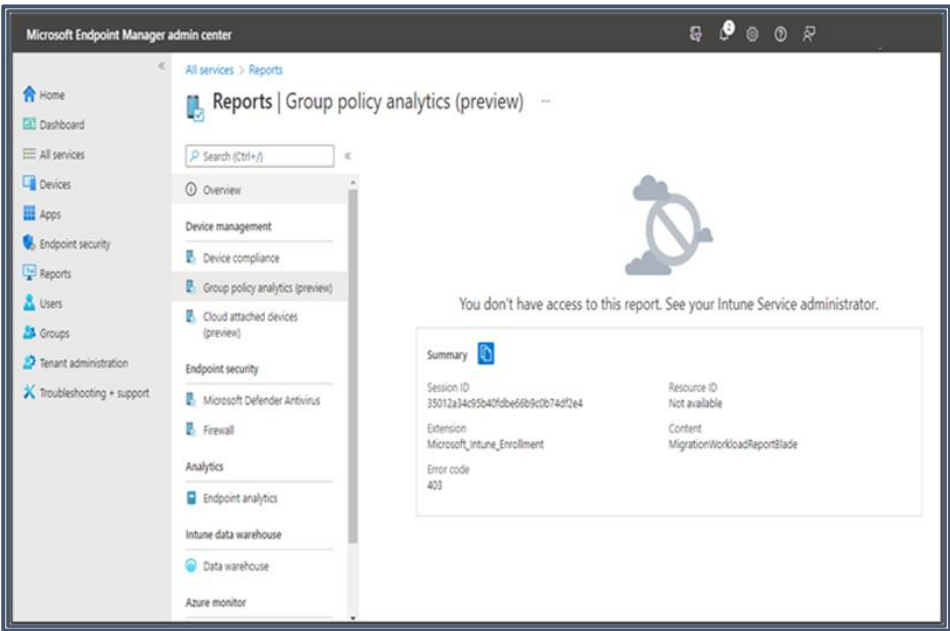 Microsoft Endpoint Manager admin center
2
All services > Reports
Home
Dashboard
All services
Devices
Apps
Endpoint security
Reports
Users
Groups
Tenant administration
Troubleshooting + support
Reports | Group policy analytics (preview) ...
Search (Ctrl+/)
Overview
Device management
Device compliance
Group policy analytics (preview)
Cloud attached devices
(preview)
Endpoint security
Microsoft Defender Antivirus
Firewall
Analytics
Endpoint analytics
Intune data warehouse
Data warehouse
Azure monitor
You don't have access to this report. See your Intune Service administrator.
Summary
Session ID
35012a34c95b40fdbe66b9c0b74df2e4
Resource ID
Not available
Extension
Microsoft_Intune_Enrollment
Content
MigrationWorkloadReportBlade
Error code
403